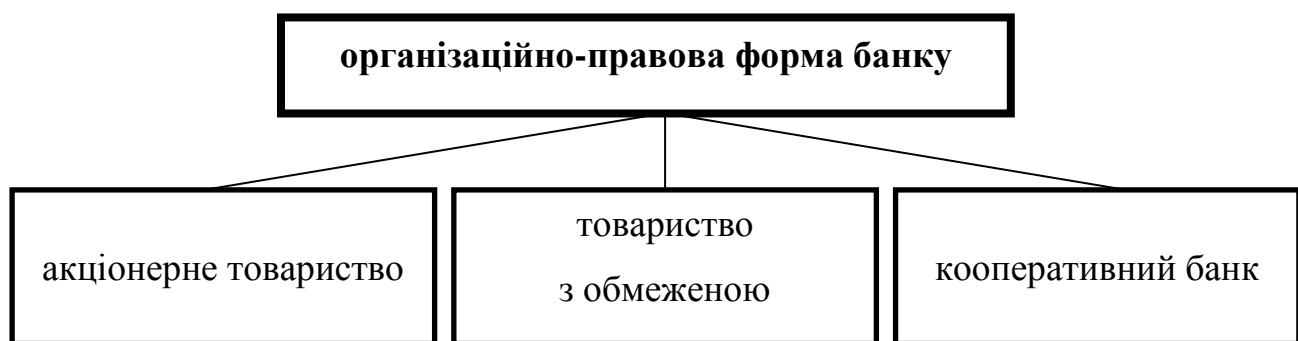 організаційно-правова форма банку
акціонерне товариство
товариство
з обмеженою
кооперативний банк